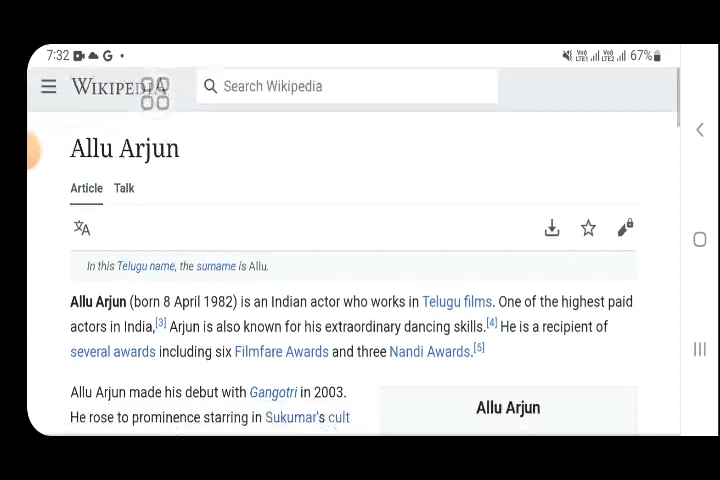 7:32 G 67%
WIKIPEDIA Search Wikipedia
Allu Arjun
Article Talk
In this Telugu name, the surname is Allu.
Allu Arjun (born 8 April 1982) is an Indian actor who works in Telugu films. One of the highest paid
actors in India,[3] Arjun is also known for his extraordinary dancing skills.[4] He is a recipient of
several awards including six Filmfare Awards and three Nandi Awards.[5]
Allu Arjun made his debut with Gangotri in 2003.
He rose to prominence starring in Sukumar's cult
Allu Arjun